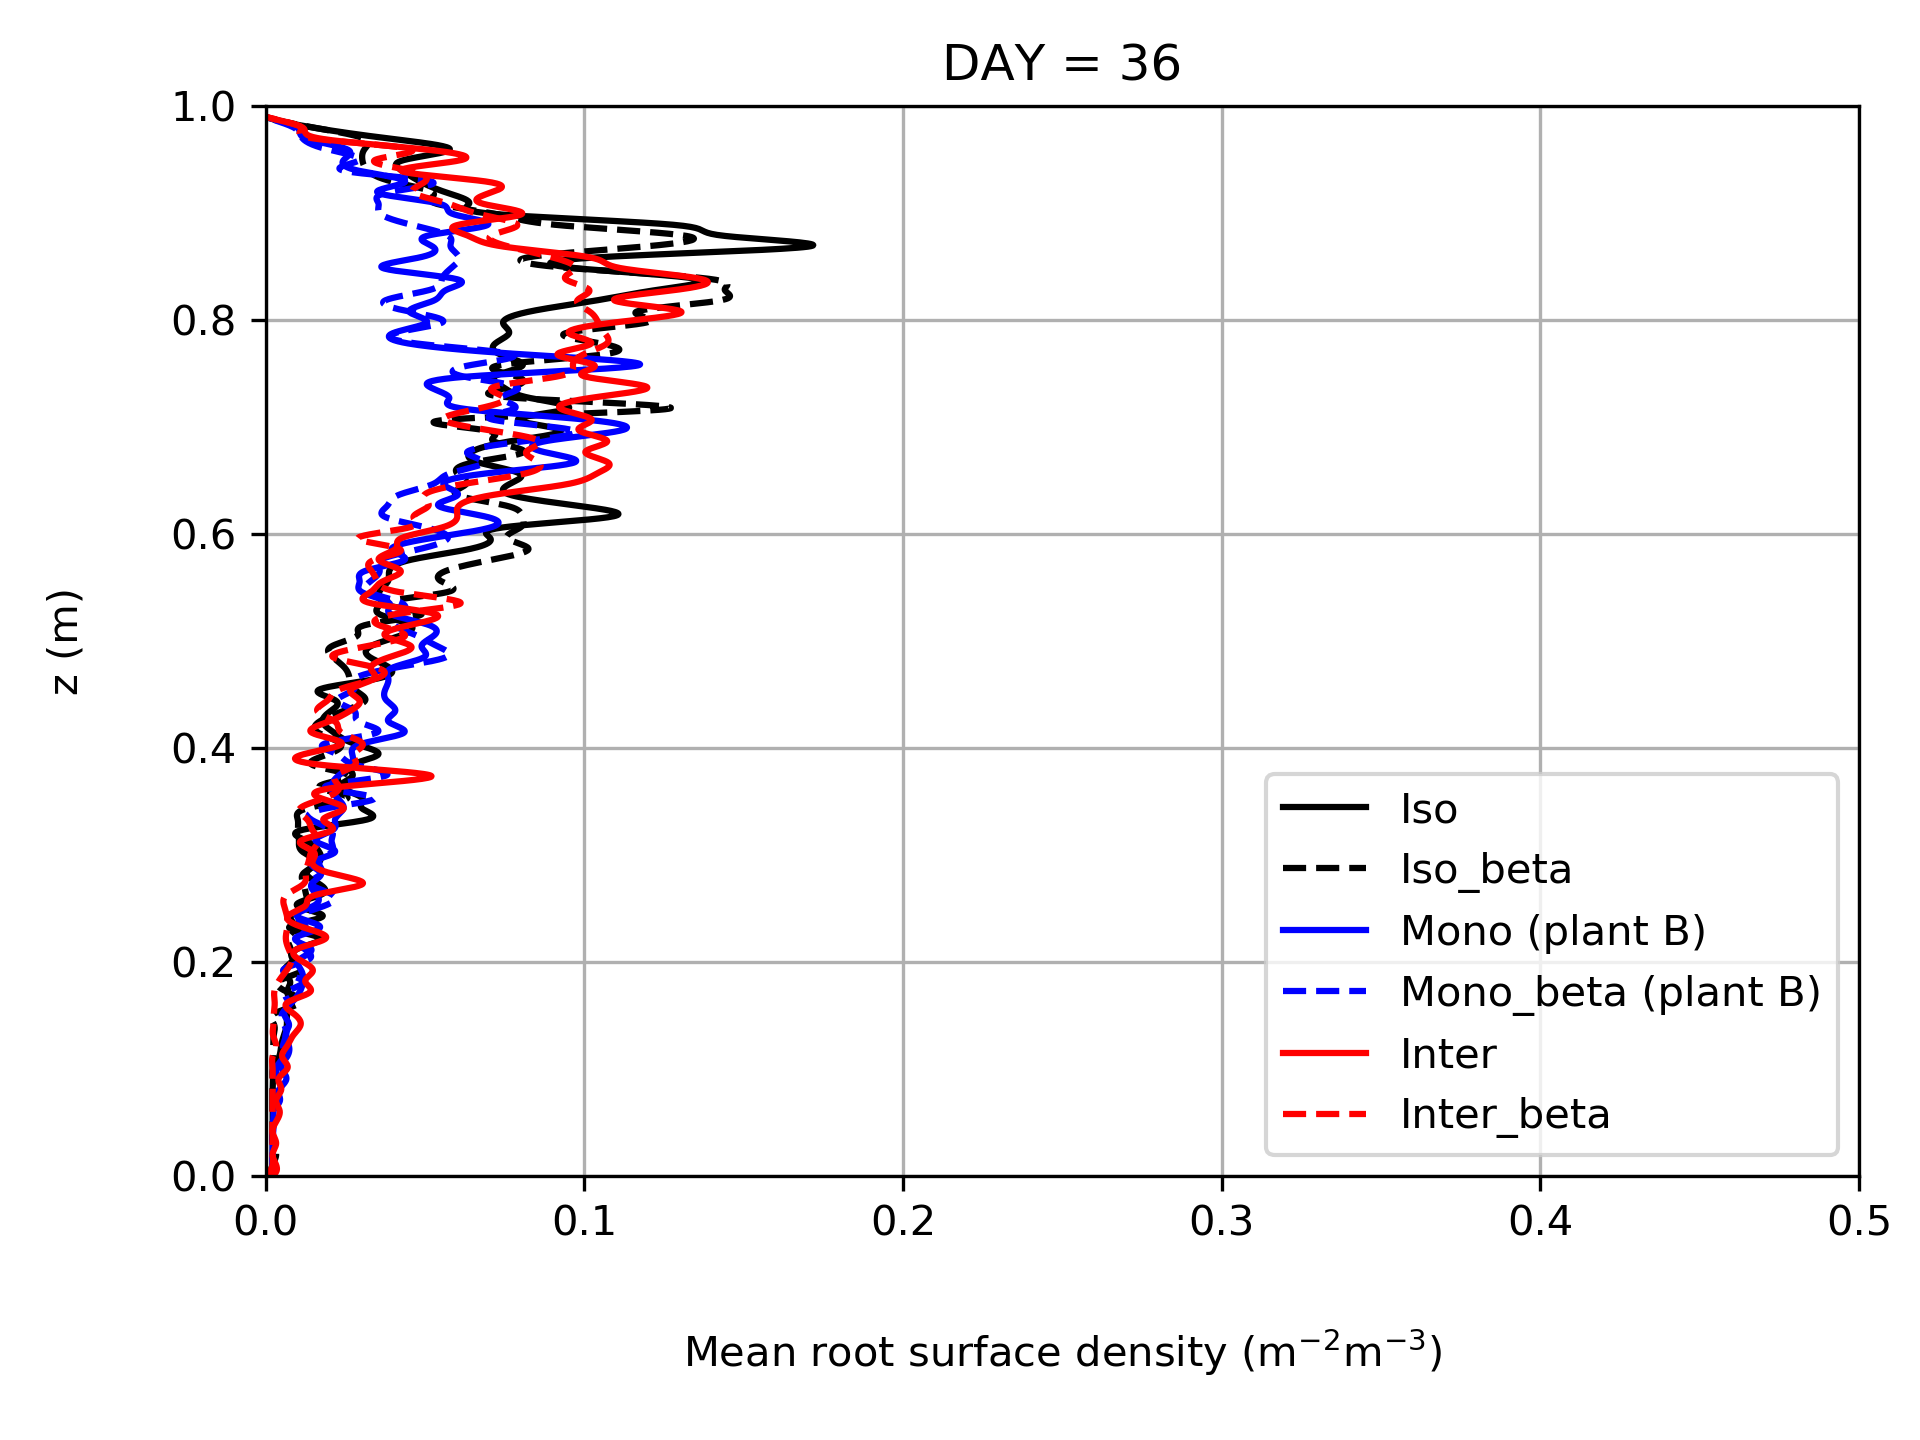 DAY = 36
1.0
0.8
0.6
0.4
0.2
0.0
z (m)
0.0 0.1 0.2 0.3 0.4 0.5
Mean root surface density (m⁻²m⁻³)
Iso
Iso_beta
Mono (plant B)
Mono_beta (plant B)
Inter
Inter_beta